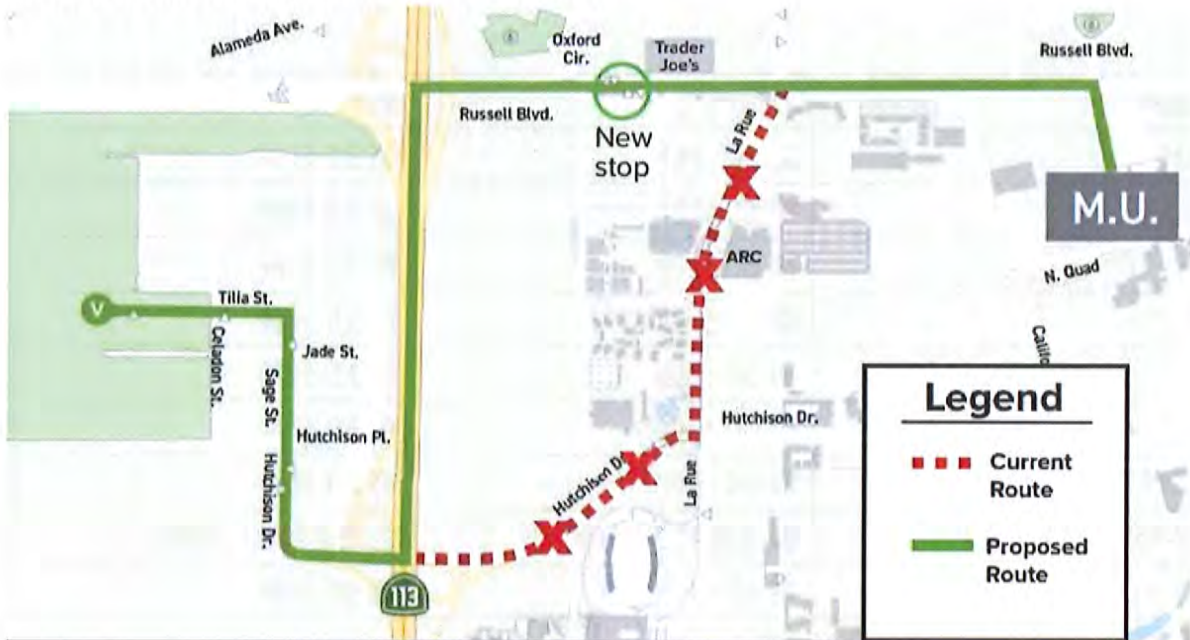 Alameda Ave.
Oxford
Cir.
Trader
Joe's
Russell Blvd.
Russell Blvd.
New
stop
La Rue
M.U.
ARC
N. Quad
V
Tilia St.
Celadon St.
Jade St.
Sage St.
Hutchison Pl.
Hutchison Dr.
Hutchison Dr.
Hutchison Dr.
La Rue
113
Legend
Current
Route
Proposed
Route